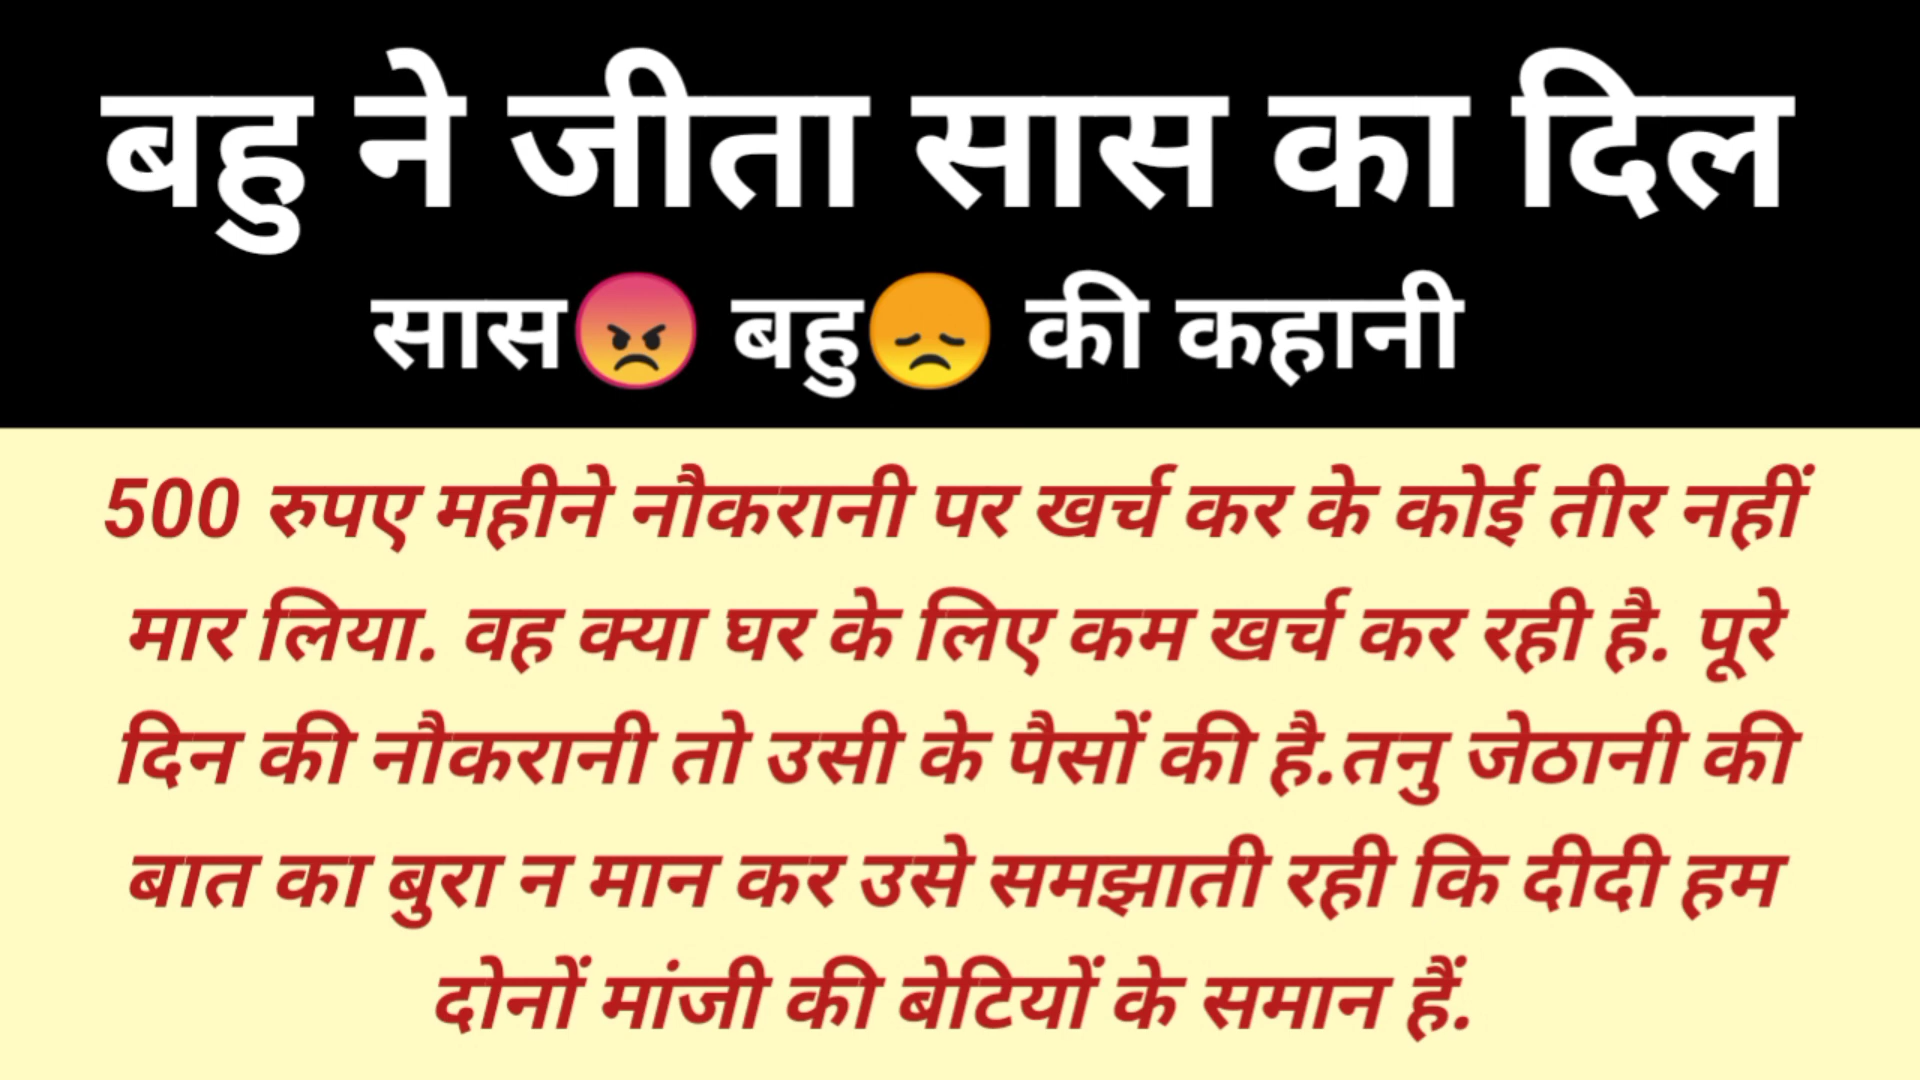 बहु ने जीता सास का दिल
सास😡 बहु😞 की कहानी
500 रुपए महीने नौकरानी पर खर्च कर के कोई तीर नहीं
मार लिया. वह क्या घर के लिए कम खर्च कर रही है. पूरे
दिन की नौकरानी तो उसी के पैसों की है.तनु जेठानी की
बात का बुरा न मान कर उसे समझाती रही कि दीदी हम
दोनों मांजी की बेटियों के समान हैं.